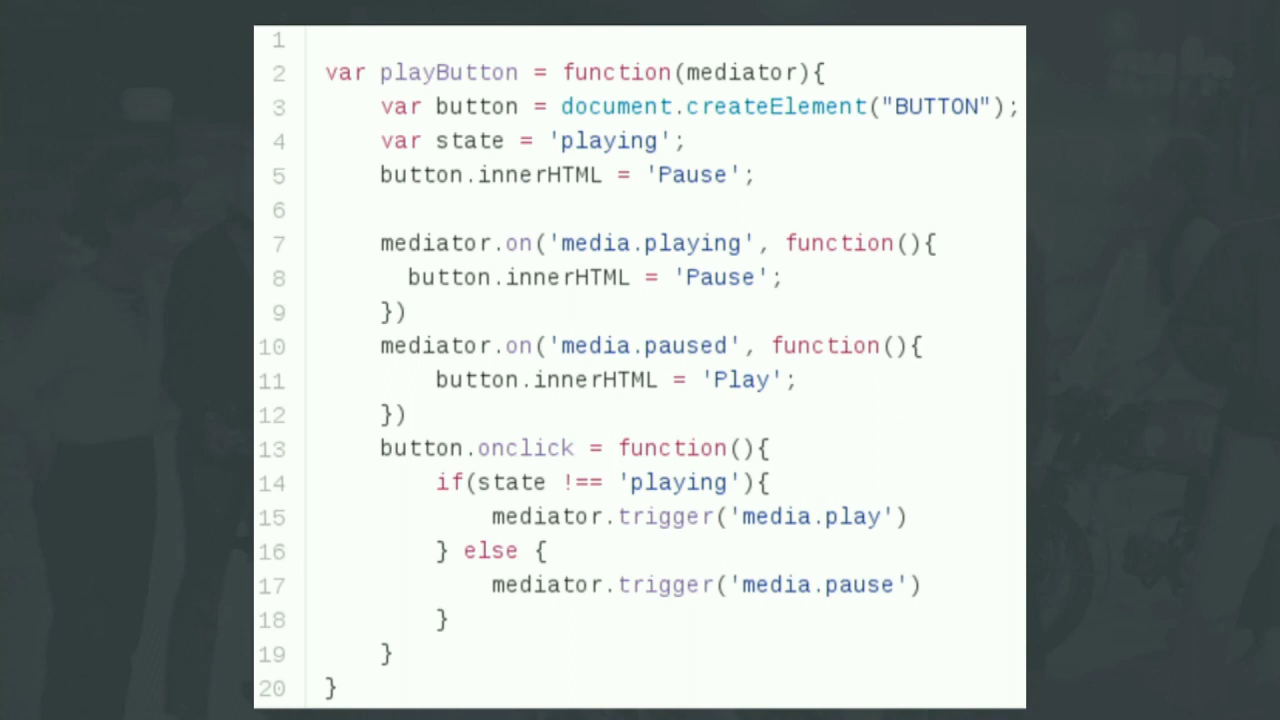 1
2 var playButton = function(mediator){
3 var button = document.createElement("BUTTON");
4 var state = 'playing';
5 button.innerHTML = 'Pause';
6
7 mediator.on('media.playing', function(){
8 button.innerHTML = 'Pause';
9 })
10 mediator.on('media.paused', function(){
11 button.innerHTML = 'Play';
12 })
13 button.onclick = function(){
14 if(state !== 'playing'){
15 mediator.trigger('media.play')
16 } else {
17 mediator.trigger('media.pause')
18 }
19 }
20 }